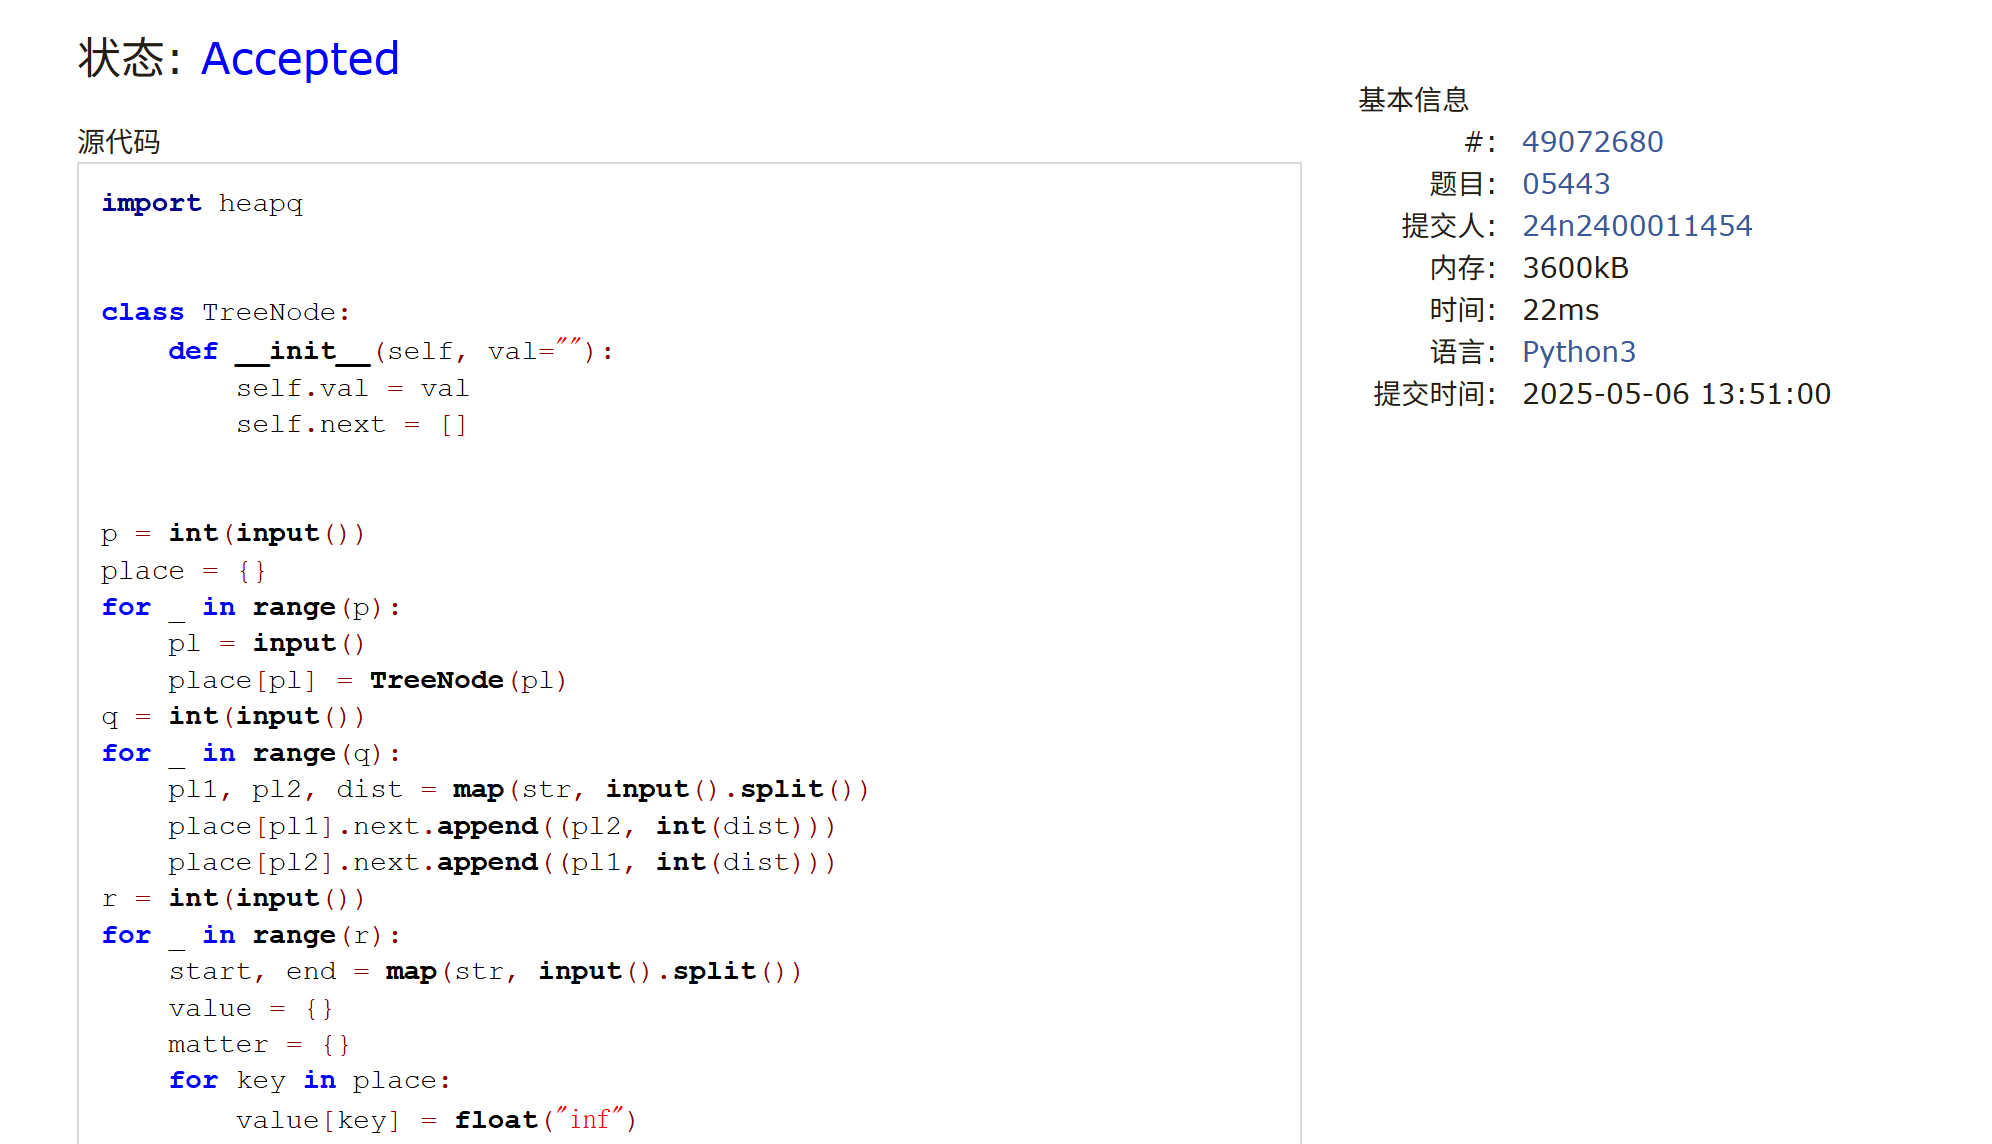 状态: Accepted
源代码
import heapq
class TreeNode:
    def __init__(self, val=""):
        self.val = val
        self.next = []
p = int(input())
place = {}
for _ in range(p):
    pl = input()
    place[pl] = TreeNode(pl)
q = int(input())
for _ in range(q):
    pl1, pl2, dist = map(str, input().split())
    place[pl1].next.append((pl2, int(dist)))
    place[pl2].next.append((pl1, int(dist)))
r = int(input())
for _ in range(r):
    start, end = map(str, input().split())
    value = {}
    matter = {}
    for key in place:
        value[key] = float("inf")
基本信息
#: 49072680
题目: 05443
提交人: 24n2400011454
内存: 3600kB
时间: 22ms
语言: Python3
提交时间: 2025-05-06 13:51:00